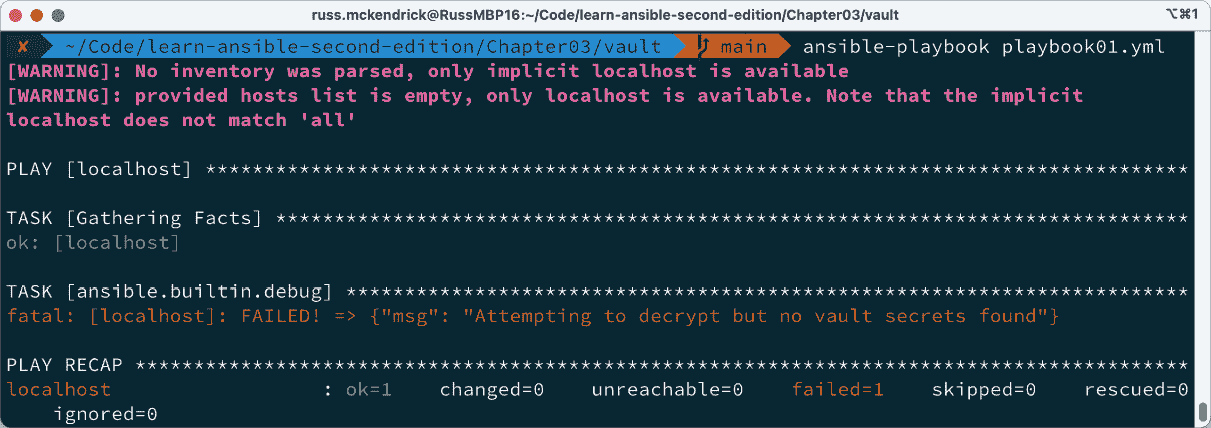 russ.mckendrick@RussMBP16:~/Code/learn-ansible-second-edition/Chapter03/vault ⌥⌘1
✘ ~/Code/learn-ansible-second-edition/Chapter03/vault main ansible-playbook playbook01.yml
[WARNING]: No inventory was parsed, only implicit localhost is available
[WARNING]: provided hosts list is empty, only localhost is available. Note that the implicit
localhost does not match 'all'
PLAY [localhost] ************************************************************************************
TASK [Gathering Facts] ******************************************************************************
ok: [localhost]
TASK [ansible.builtin.debug] ************************************************************************
fatal: [localhost]: FAILED! => {"msg": "Attempting to decrypt but no vault secrets found"}
PLAY RECAP ******************************************************************************************
localhost                  : ok=1    changed=0    unreachable=0    failed=1    skipped=0    rescued=0
    ignored=0